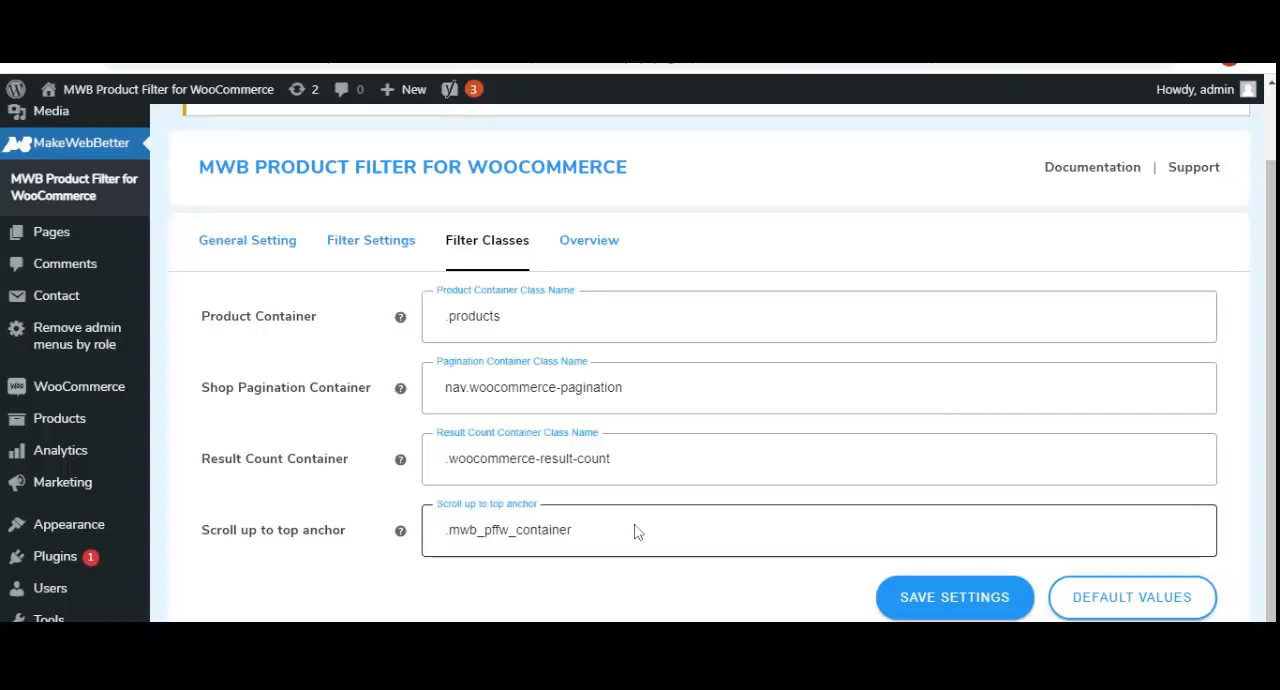 MWB Product Filter for WooCommerce 2 0 New 3 Howdy, admin
Media
MakeWebBetter
MWB Product Filter for
WooCommerce
Pages
Comments
Contact
Remove admin
menus by role
WooCommerce
Products
Analytics
Marketing
Appearance
Plugins 1
Users
Tools
MWB PRODUCT FILTER FOR WOOCOMMERCE
Documentation | Support
General Setting Filter Settings Filter Classes Overview
Product Container Class Name
Product Container ? .products
Pagination Container Class Name
Shop Pagination Container ? nav.woocommerce-pagination
Result Count Container Class Name
Result Count Container ? .woocommerce-result-count
Scroll up to top anchor
Scroll up to top anchor ? .mwb_pffw_container
SAVE SETTINGS DEFAULT VALUES